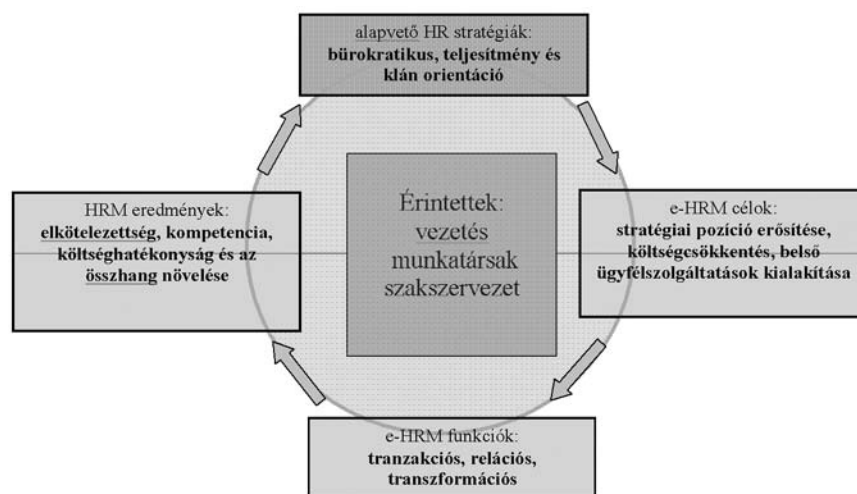 alapvető HR stratégiák:
bürokratikus, teljesítmény és
klán orientáció
HRM eredmények:
elkötelezettség, kompetencia,
költséghatékonyság és az
összhang növelése
Érintettek:
vezetés
munkatársak
szakszervezet
e-HRM célok:
stratégiai pozíció erősítése,
költségcsökkentés, belső
ügyfélszolgáltatások kialakítása
e-HRM funkciók:
tranzakciós, relációs,
transzformációs